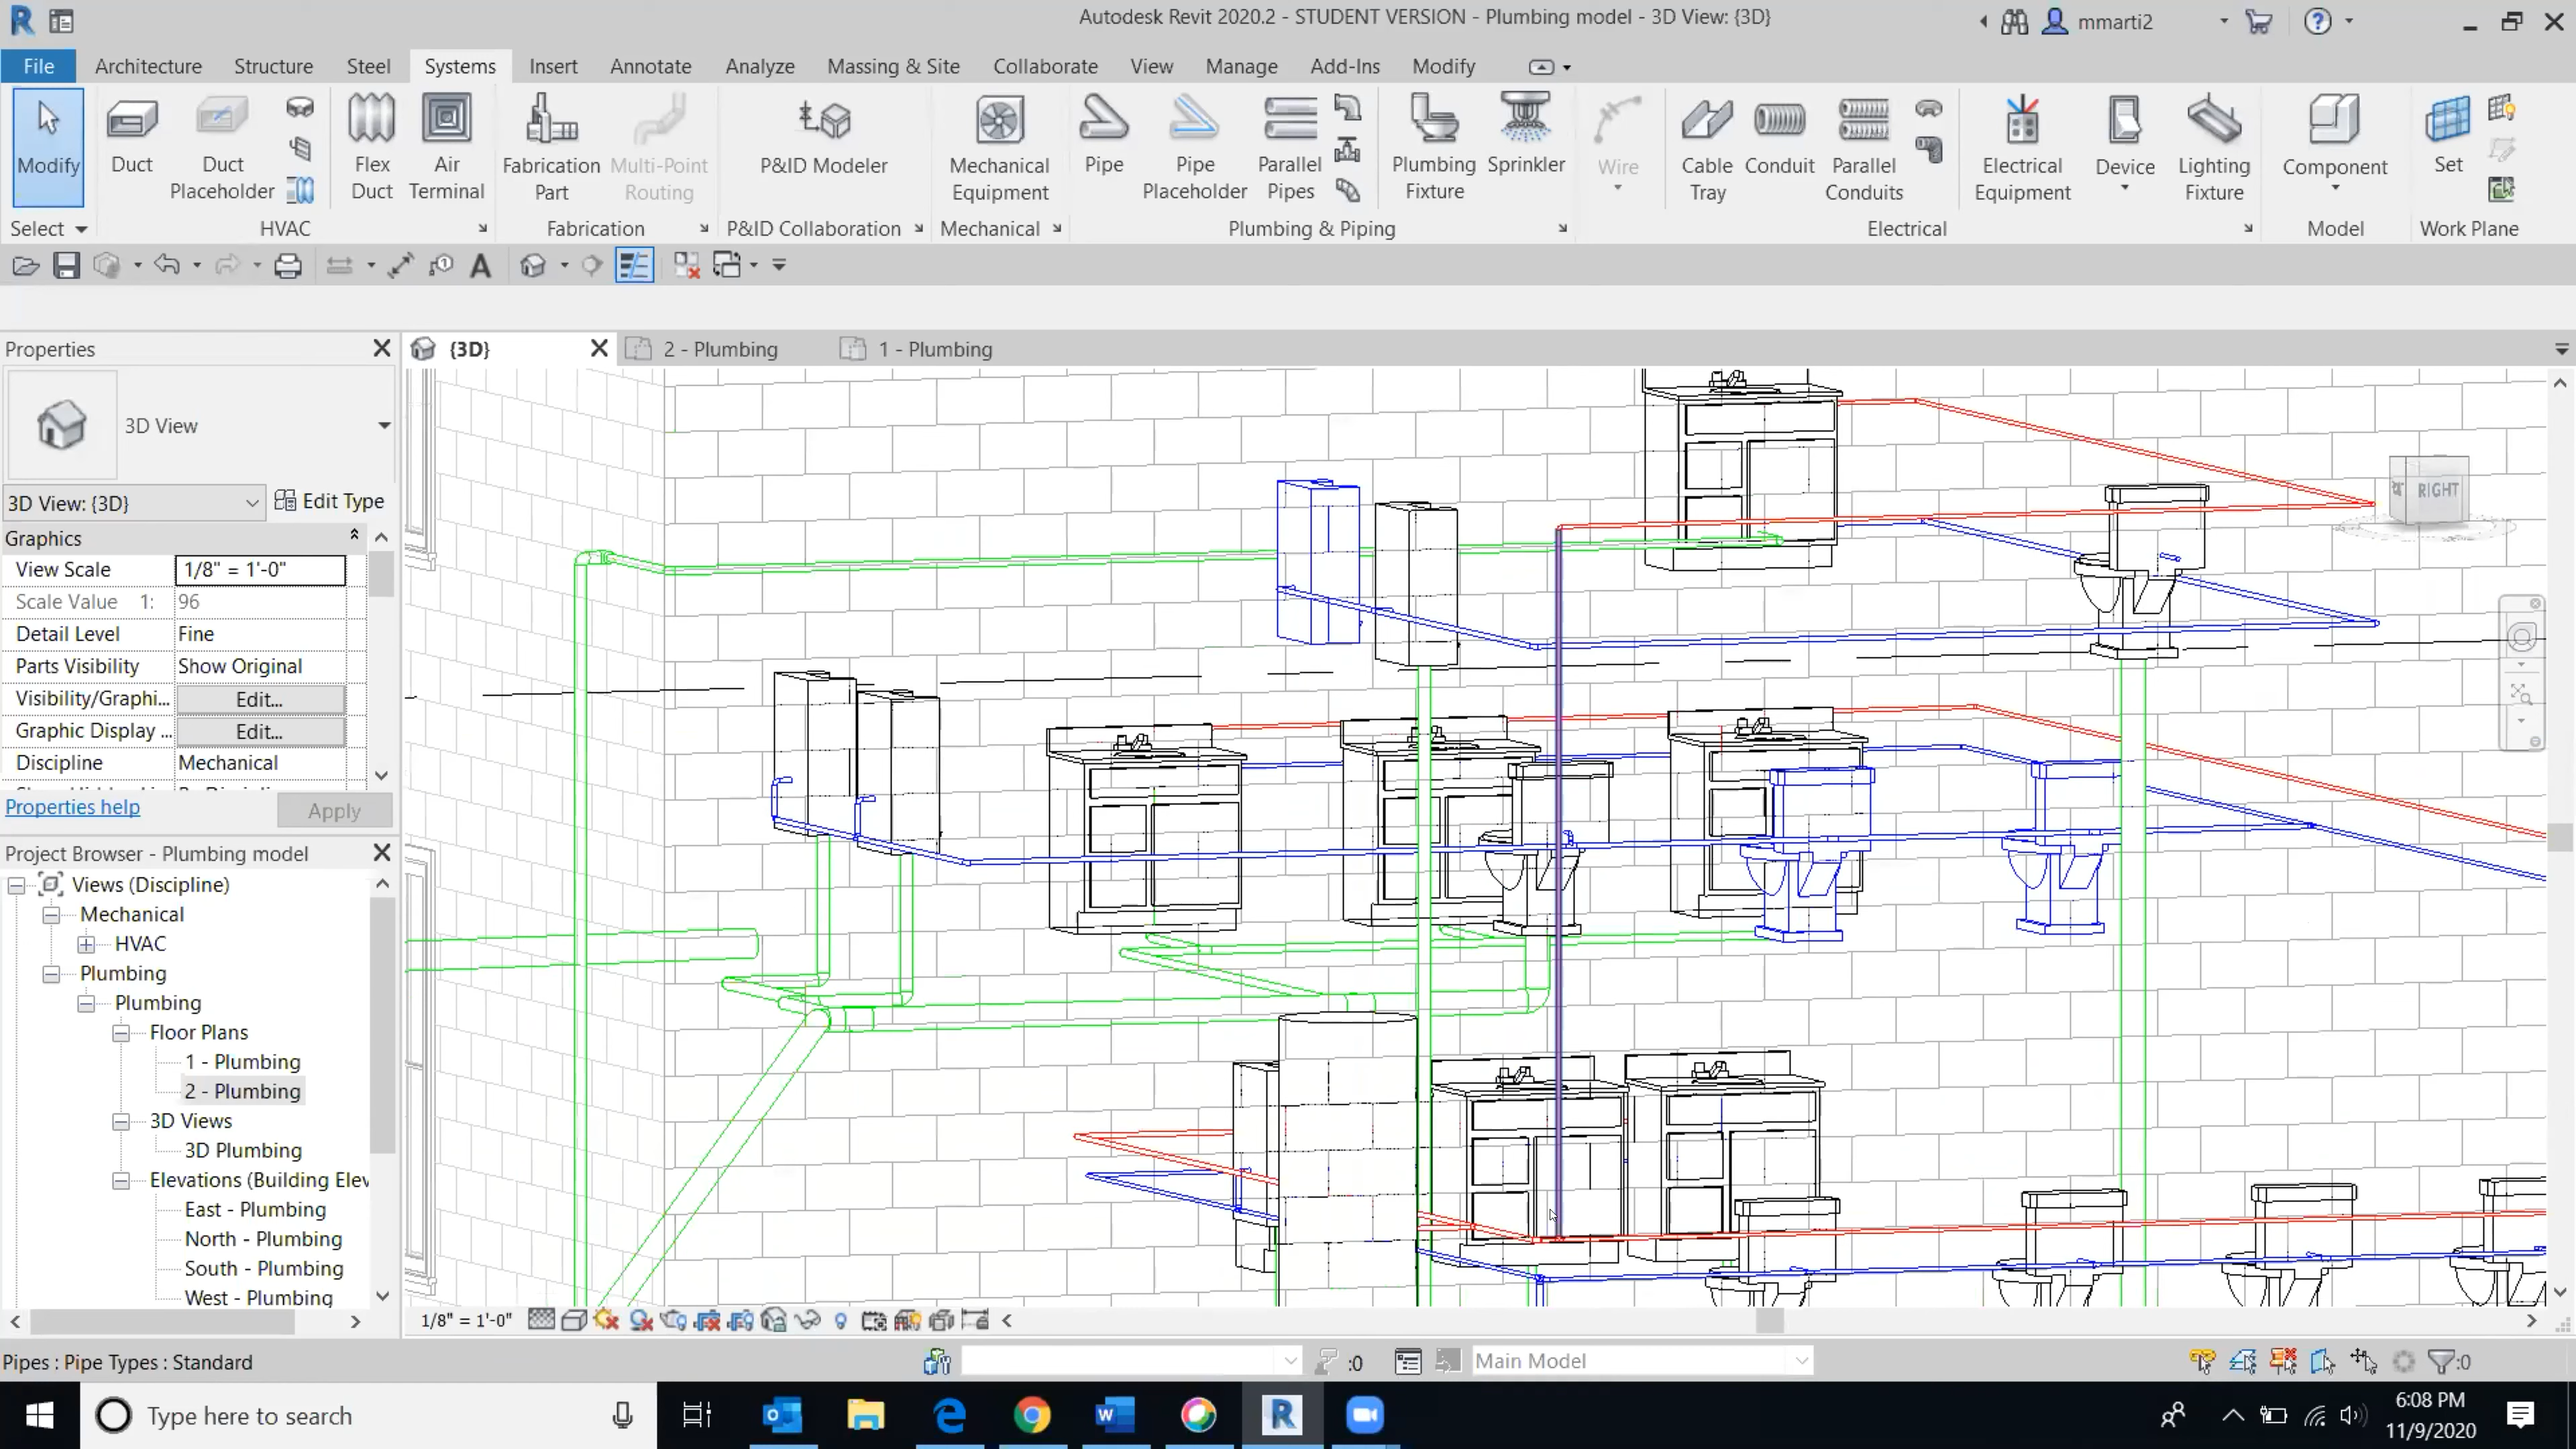 Autodesk Revit 2020.2 - STUDENT VERSION - Plumbing model - 3D View: {3D}
mmarti2
File Architecture Structure Steel Systems Insert Annotate Analyze Massing & Site Collaborate View Manage Add-Ins Modify
Modify
Duct
Duct Placeholder
Flex Duct
Air Terminal
Fabrication Part
Multi-Point Routing
P&ID Modeler
Mechanical Equipment
Pipe
Pipe Placeholder
Parallel Pipes
Plumbing Fixture
Sprinkler
Wire
Cable Tray
Conduit
Parallel Conduits
Electrical Equipment
Device
Lighting Fixture
Component
Set
Select HVAC Fabrication P&ID Collaboration Mechanical Plumbing & Piping Electrical Model Work Plane
Properties
{3D} 2 - Plumbing 1 - Plumbing
3D View
3D View: {3D} Edit Type
Graphics
View Scale 1/8" = 1'-0"
Scale Value 1: 96
Detail Level Fine
Parts Visibility Show Original
Visibility/Graphi... Edit...
Graphic Display ... Edit...
Discipline Mechanical
Properties help Apply
Project Browser - Plumbing model
Views (Discipline)
Mechanical
HVAC
Plumbing
Plumbing
Floor Plans
1 - Plumbing
2 - Plumbing
3D Views
3D Plumbing
Elevations (Building Elev
East - Plumbing
North - Plumbing
South - Plumbing
West - Plumbing
RIGHT
1/8" = 1'-0"
Pipes : Pipe Types : Standard
:0
Main Model
:0
Type here to search
6:08 PM
11/9/2020